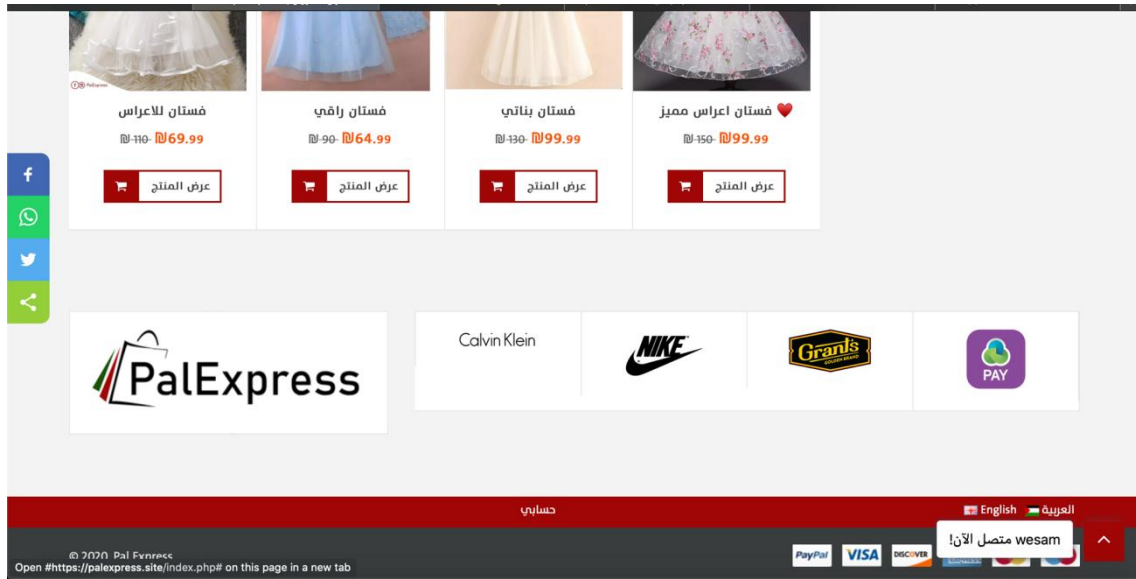 PalExpress
❤ فستان اعراس مميز
فستان بناتي
فستان راقي
فستان للاعراس
₪99.99 ₪ 150
₪99.99 ₪ 130
₪64.99 ₪ 90
₪69.99 ₪ 110
عرض المنتج
عرض المنتج
عرض المنتج
عرض المنتج
PalExpress
Calvin Klein
NIKE
Grant's
GOLDEN BRAND
PAY
العربية English
حسابي
wesam متصل الآن!
© 2020 Pal Express
PayPal VISA DISCOVER
Open #https://palexpress.site/index.php# on this page in a new tab